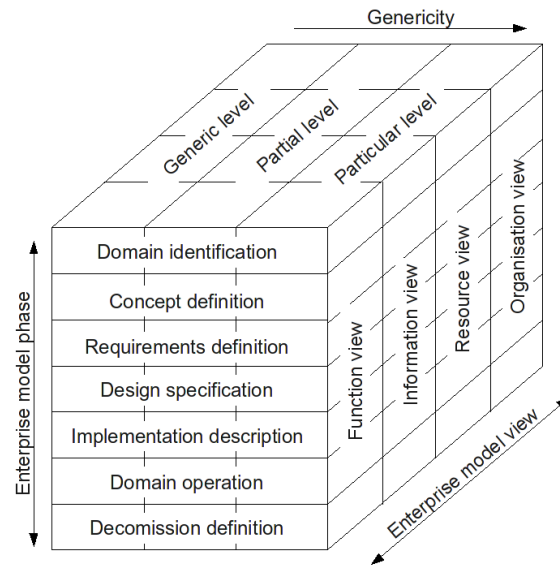 Genericity
Generic level
Partial level
Particular level
Enterprise model phase
Domain identification
Concept definition
Requirements definition
Design specification
Implementation description
Domain operation
Decomission definition
Function view
Information view
Resource view
Organisation view
Enterprise model view